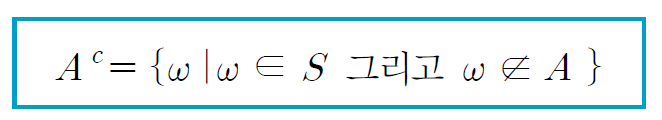 A^c = {ω | ω ∈ S 그리고 ω ∉ A }